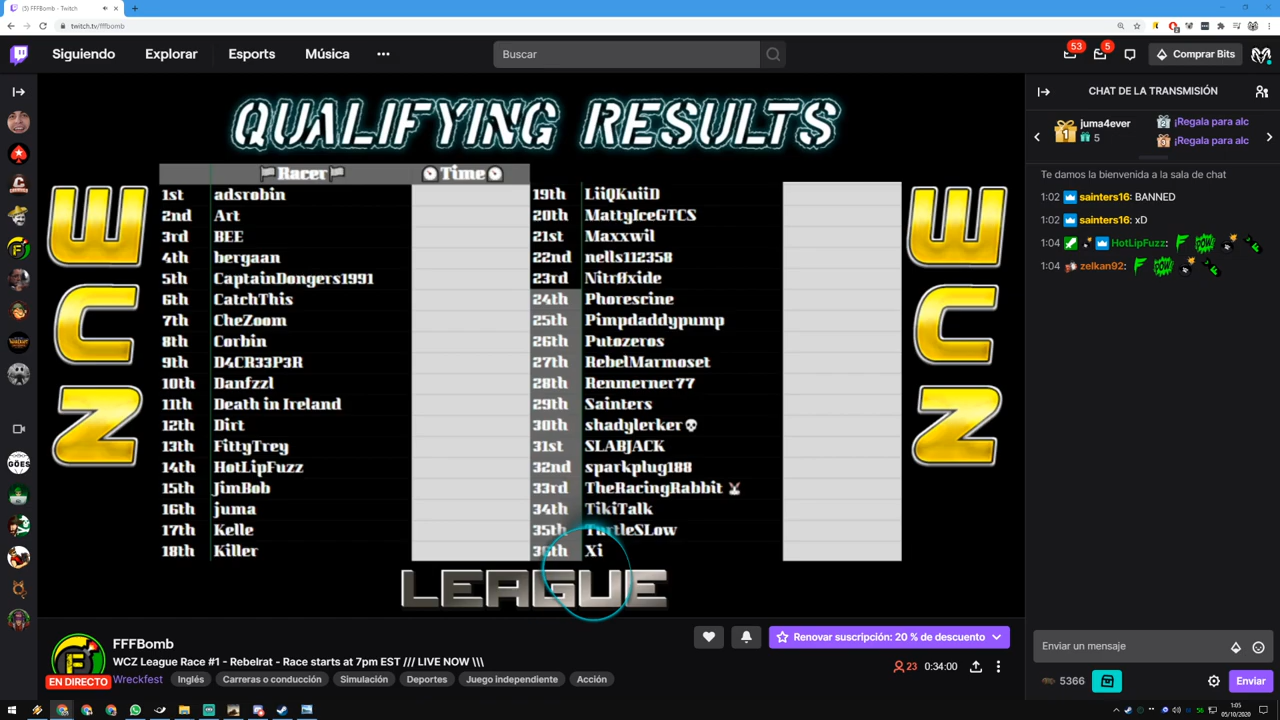 (5) FFFBomb - Twitch
twitch.tv/fffbomb
Siguiendo
Explorar
Esports
Música
Buscar
53
5
Comprar Bits
QUALIFYING RESULTS
Racer Time
1st adsrobin
2nd Art
3rd BEE
4th bergaan
5th CaptainDongers1991
6th CatchThis
7th CheZoom
8th Corbin
9th D4CR33P3R
10th Danfzzl
11th Death in Ireland
12th Dirt
13th FittyTrey
14th HotLipFuzz
15th JimBob
16th juma
17th Kelle
18th Killer
19th LiiQKuiiD
20th MattyIceGTCS
21st Maxxwil
22nd nells112358
23rd NitrØxide
24th Phorescine
25th Pimpdaddypump
26th Putozeros
27th RebelMarmoset
28th Renmerner77
29th Sainters
30th shadylerker
31st SLABJACK
32nd sparkplug188
33rd TheRacingRabbit
34th TikiTalk
35th TurtleSLow
36th Xi
WCZ
WCZ
LEAGUE
CHAT DE LA TRANSMISIÓN
juma4ever
5
¡Regala para alc
¡Regala para alc
Te damos la bienvenida a la sala de chat
1:02 sainters16: BANNED
1:02 sainters16: xD
1:04 HotLipFuzz:
1:04 zelkan92:
FFFBomb
WCZ League Race #1 - Rebelrat - Race starts at 7pm EST /// LIVE NOW \\\
EN DIRECTO
Wreckfest
Inglés
Carreras o conducción
Simulación
Deportes
Juego independiente
Acción
Renovar suscripción: 20 % de descuento
23
0:34:00
Enviar un mensaje
5366
Enviar
1:05
05/10/2020